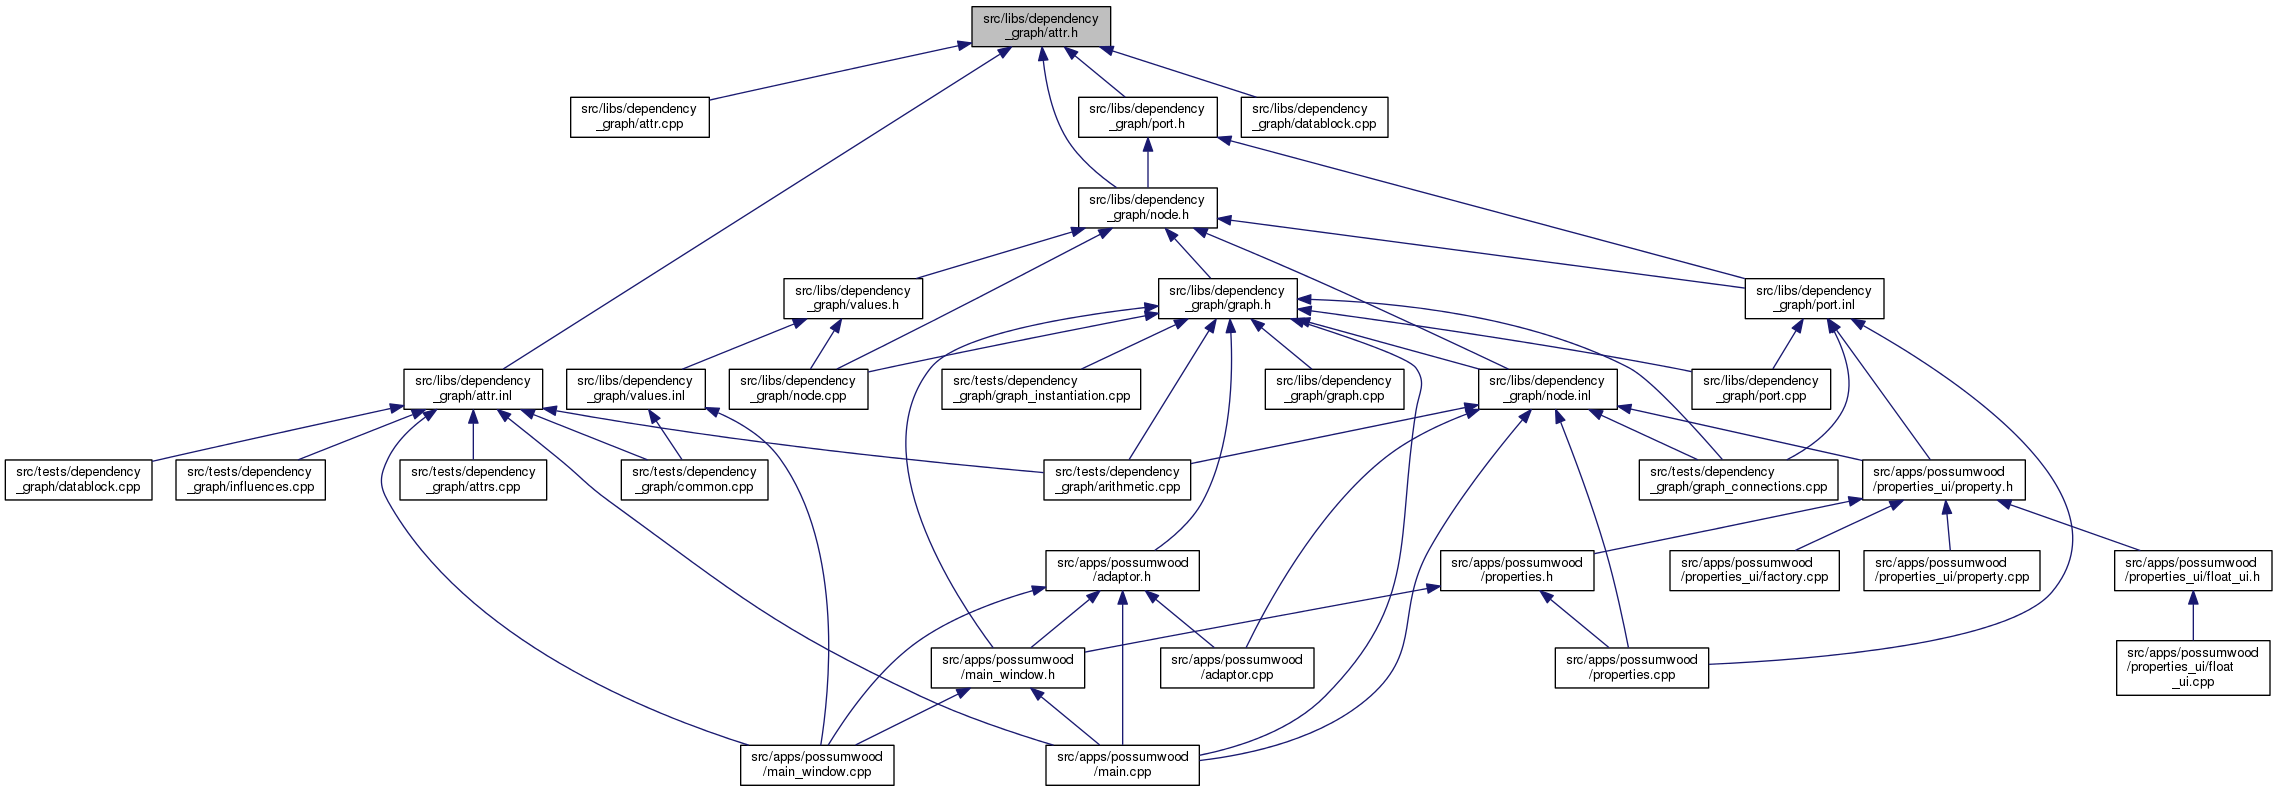 src/libs/dependency
_graph/attr.h
src/libs/dependency
_graph/attr.cpp
src/libs/dependency
_graph/port.h
src/libs/dependency
_graph/datablock.cpp
src/libs/dependency
_graph/node.h
src/libs/dependency
_graph/values.h
src/libs/dependency
_graph/graph.h
src/libs/dependency
_graph/port.inl
src/libs/dependency
_graph/attr.inl
src/libs/dependency
_graph/values.inl
src/libs/dependency
_graph/node.cpp
src/tests/dependency
_graph/graph_instantiation.cpp
src/libs/dependency
_graph/graph.cpp
src/libs/dependency
_graph/node.inl
src/libs/dependency
_graph/port.cpp
src/tests/dependency
_graph/datablock.cpp
src/tests/dependency
_graph/influences.cpp
src/tests/dependency
_graph/attrs.cpp
src/tests/dependency
_graph/common.cpp
src/tests/dependency
_graph/arithmetic.cpp
src/tests/dependency
_graph/graph_connections.cpp
src/apps/possumwood
/properties_ui/property.h
src/apps/possumwood
/adaptor.h
src/apps/possumwood
/properties.h
src/apps/possumwood
/properties_ui/factory.cpp
src/apps/possumwood
/properties_ui/property.cpp
src/apps/possumwood
/properties_ui/float_ui.h
src/apps/possumwood
/main_window.h
src/apps/possumwood
/adaptor.cpp
src/apps/possumwood
/properties.cpp
src/apps/possumwood
/properties_ui/float
_ui.cpp
src/apps/possumwood
/main_window.cpp
src/apps/possumwood
/main.cpp